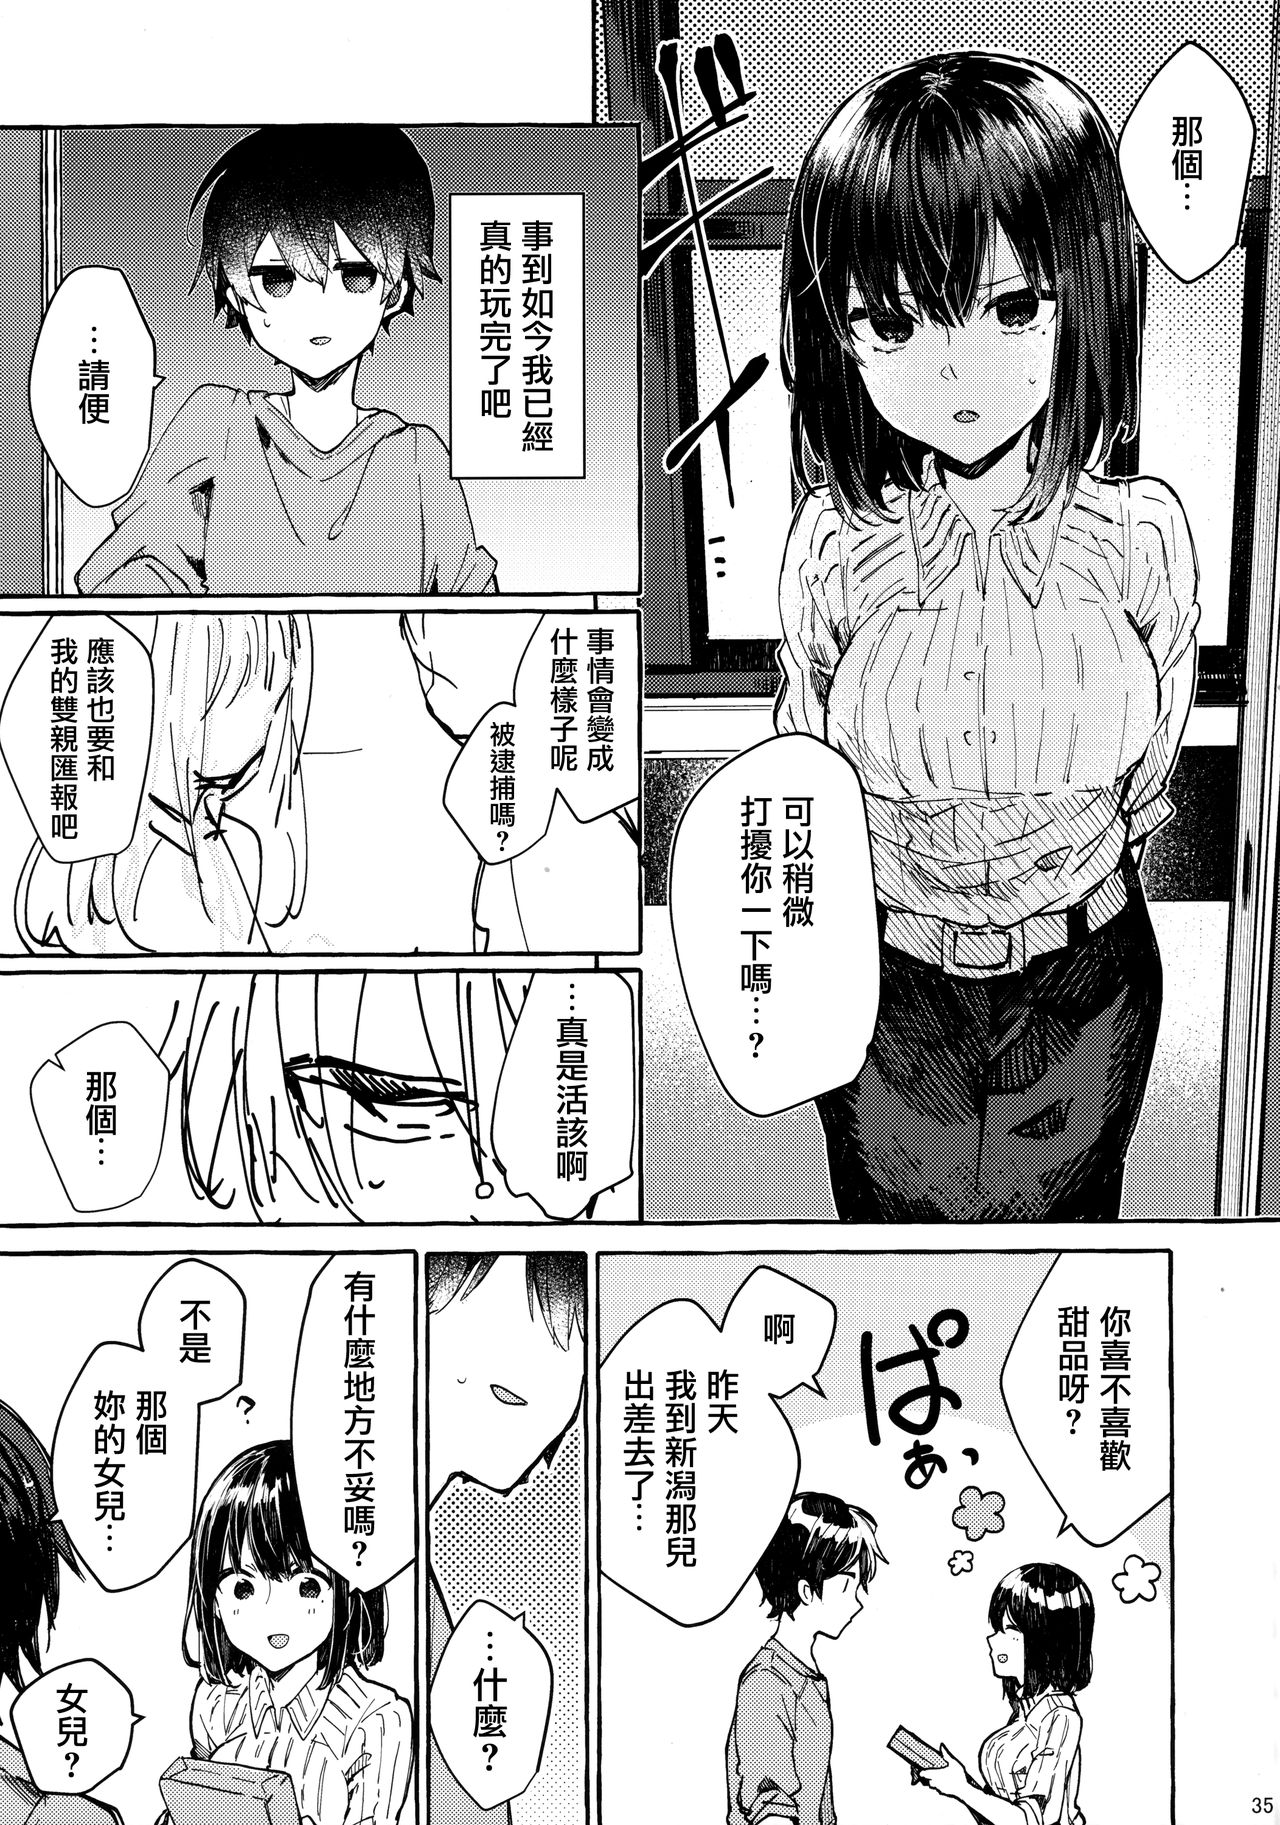 那個…
ギギギ…
可以稍微
打擾你一下嗎…？
事到如今我已經
真的玩完了吧
…請便
事情會變成
什麼樣子呢
被逮捕嗎？
應該也要和
我的雙親匯報吧
…真是活該啊
那個…
你喜不喜歡
甜品呀？
ぱぁぃ
啊
昨天
我到新潟那兒
出差去了…
…什麼？
有什麼地方不妥嗎？
?
不是
那個
妳的女兒…
女兒？
35